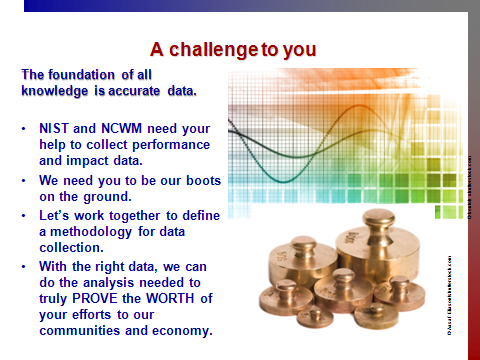 A challenge to you
The foundation of all
knowledge is accurate data.
• NIST and NCWM need your
help to collect performance
and impact data.
• We need you to be our boots
on the ground.
• Let's work together to define
a methodology for data
collection.
• With the right data, we can
do the analysis needed to
truly PROVE the WORTH of
your efforts to our
communities and economy.